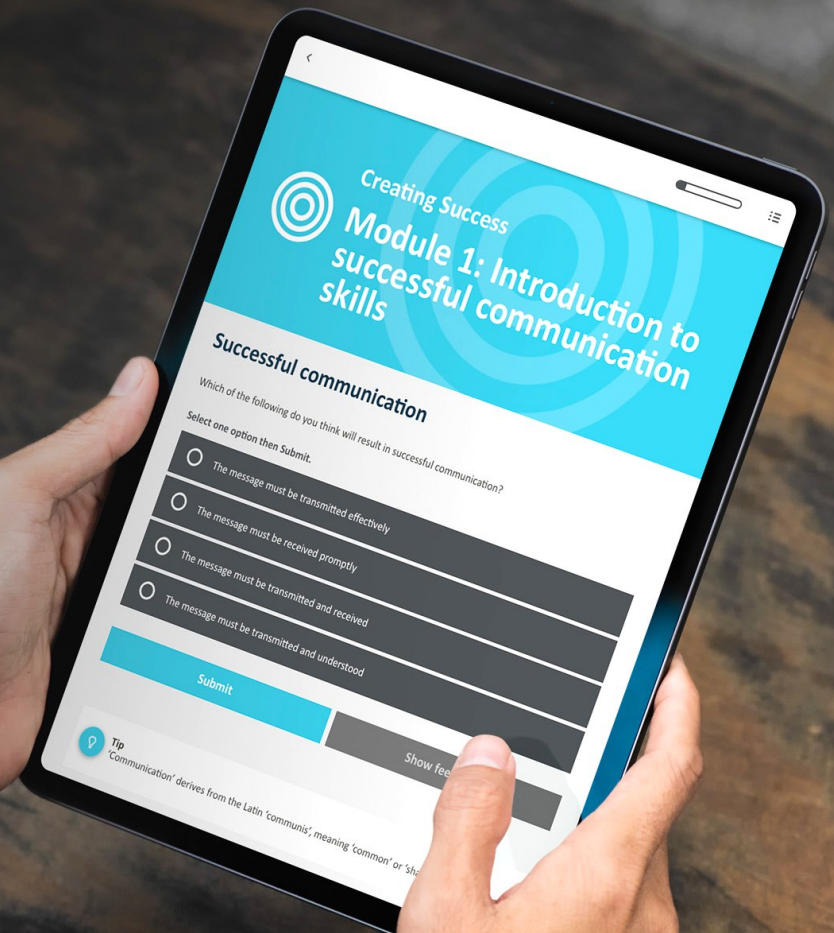 Creating Success
Module 1: Introduction to
successful communication
skills
Successful communication
Which of the following do you think will result in successful communication?
Select one option then Submit.
The message must be transmitted effectively
The message must be received promptly
The message must be transmitted and received
The message must be transmitted and understood
Submit
Show
Tip
'Communication' derives from the Latin 'communis', meaning 'common' or